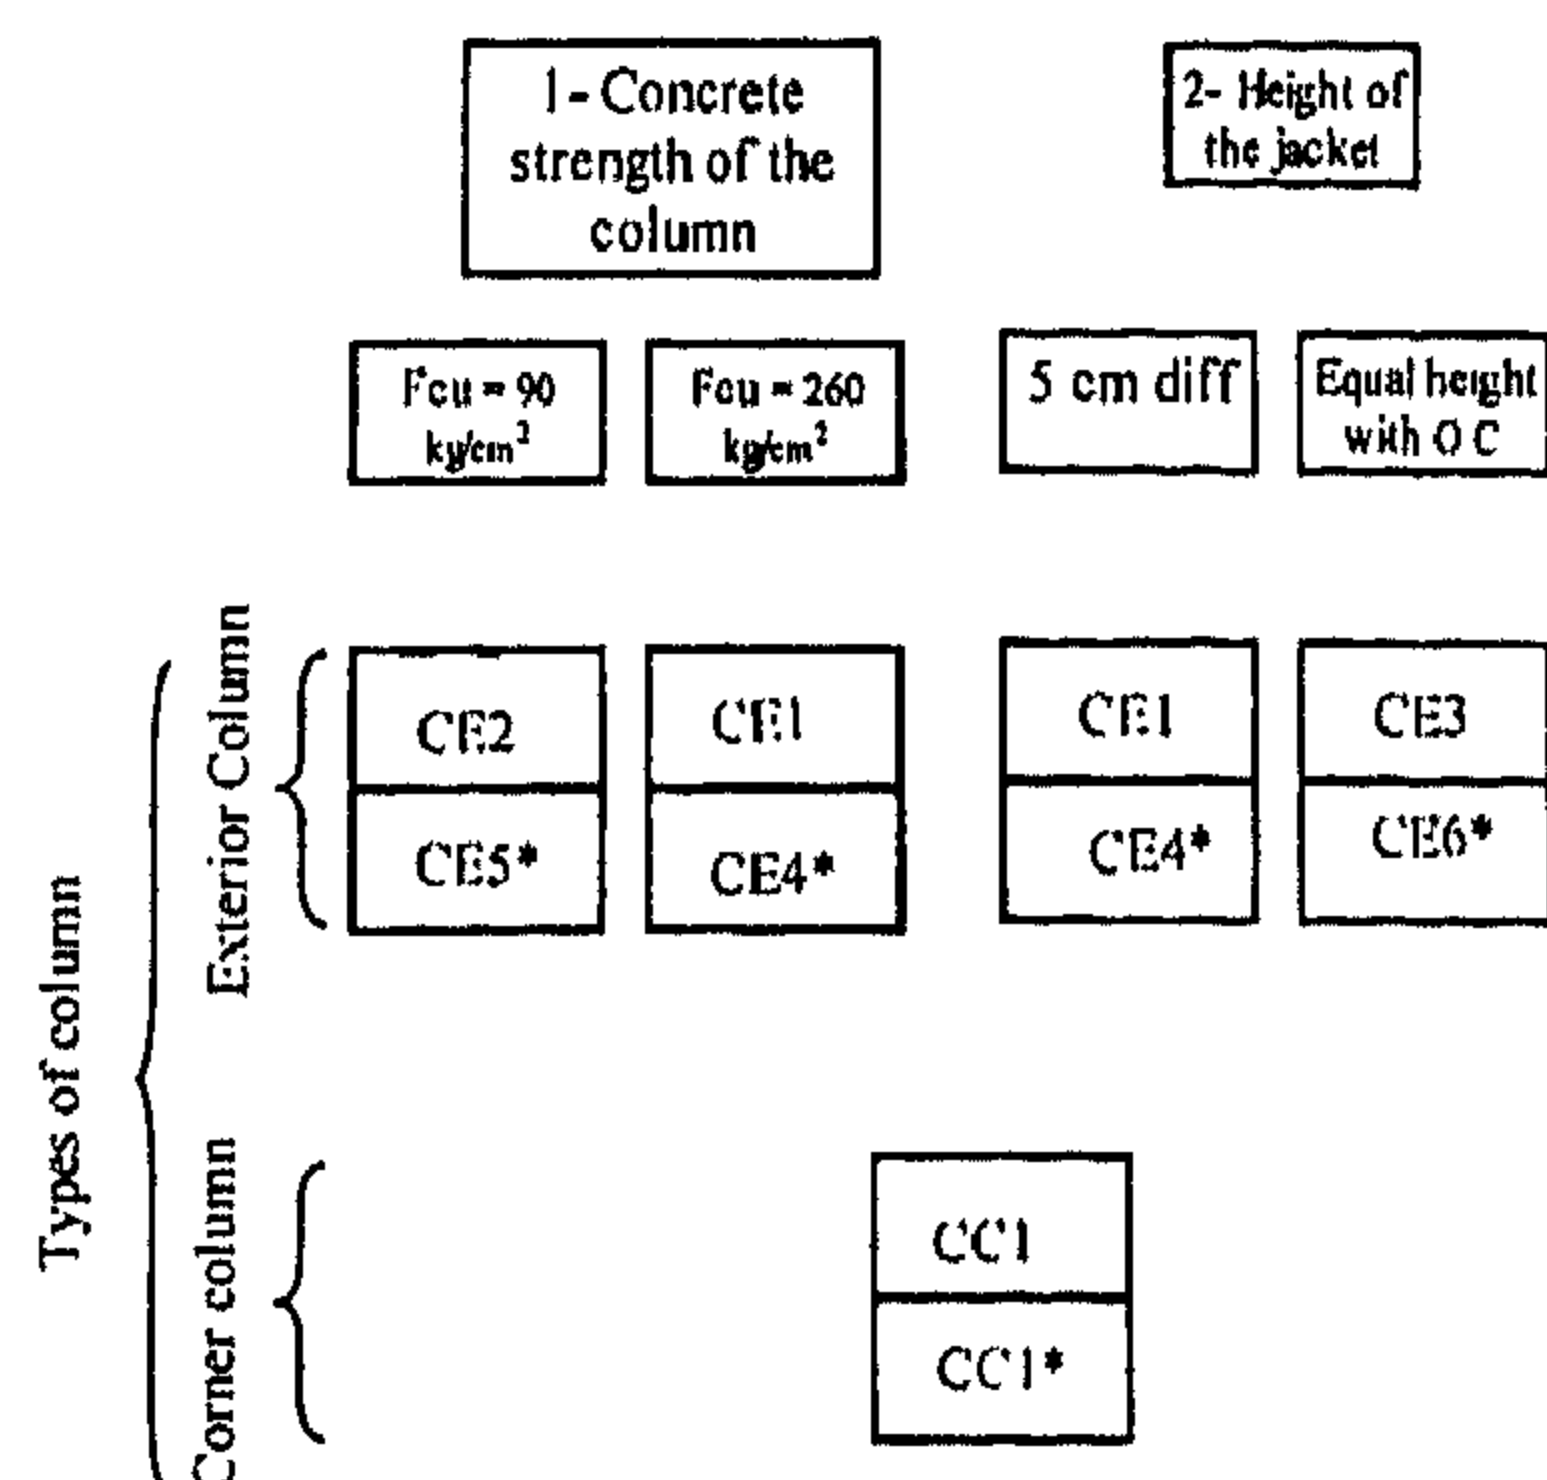 1- Concrete
strength of the
column
2- Height of
the jacket
Fcu = 90
kg/cm²
Fcu = 260
kg/cm²
5 cm diff
Equal height
with O C
Types of column
Exterior Column
CE2
CE1
CE1
CE3
CE5*
CE4*
CE4*
CE6*
Corner column
CC1
CC1*